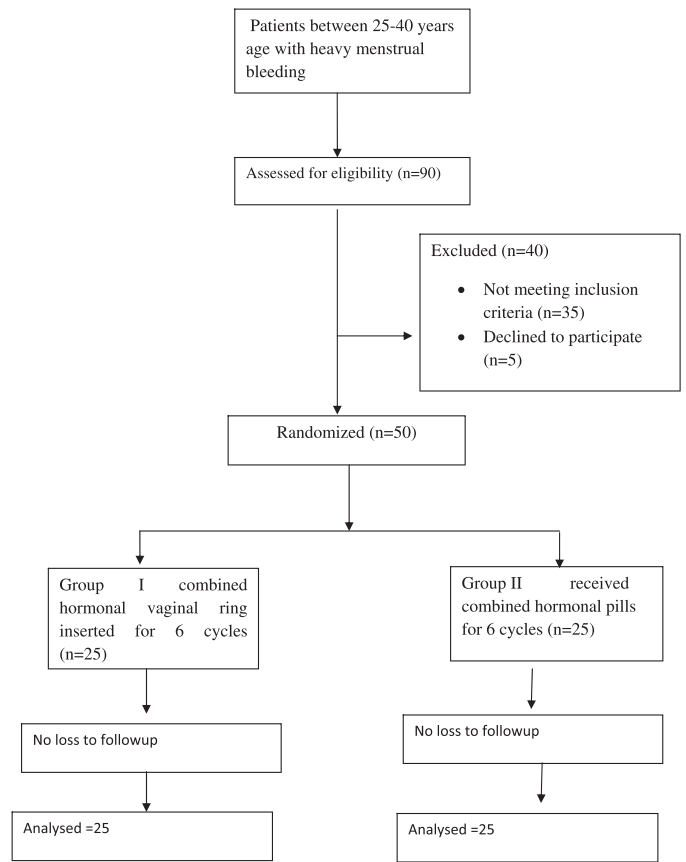 Patients between 25-40 years
age with heavy menstrual
bleeding
Assessed for eligibility (n=90)
Excluded (n=40)
• Not meeting inclusion
criteria (n=35)
• Declined to participate
(n=5)
Randomized (n=50)
Group I combined
hormonal vaginal ring
inserted for 6 cycles
(n=25)
Group II received
combined hormonal pills
for 6 cycles (n=25)
No loss to followup
No loss to followup
Analysed =25
Analysed =25